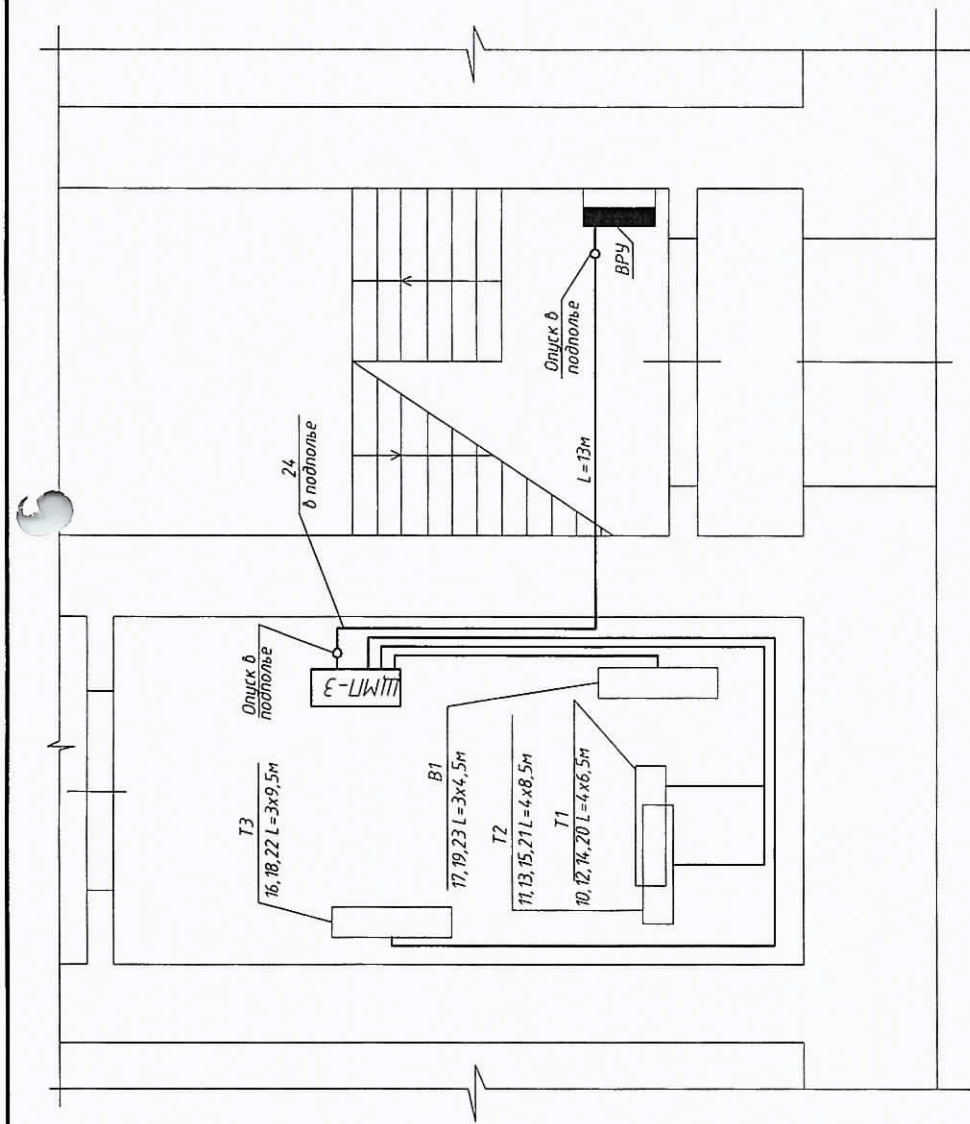 Опуск в
подполье
ВРУ
L=13м
24
в подполье
Опуск в
подполье
ЩМП-3
Т3
16,18,22 L=3х9,5м
В1
17,19,23 L=3х4,5м
Т2
11,13,15,21 L=4х8,5м
Т1
10,12,14,20 L=4х6,5м